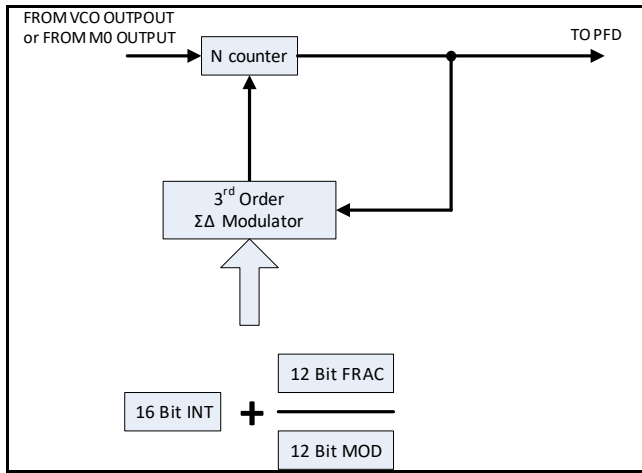 FROM VCO OUTPOUT
or FROM M0 OUTPUT
TO PFD
N counter
3rd Order
ΣΔ Modulator
12 Bit FRAC
16 Bit INT +
12 Bit MOD